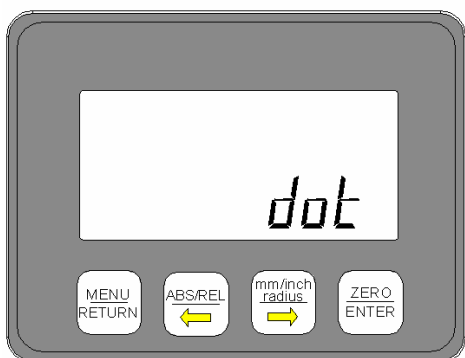 dot
MENU
RETURN
ABS/REL
mm/inch
radius
ZERO
ENTER